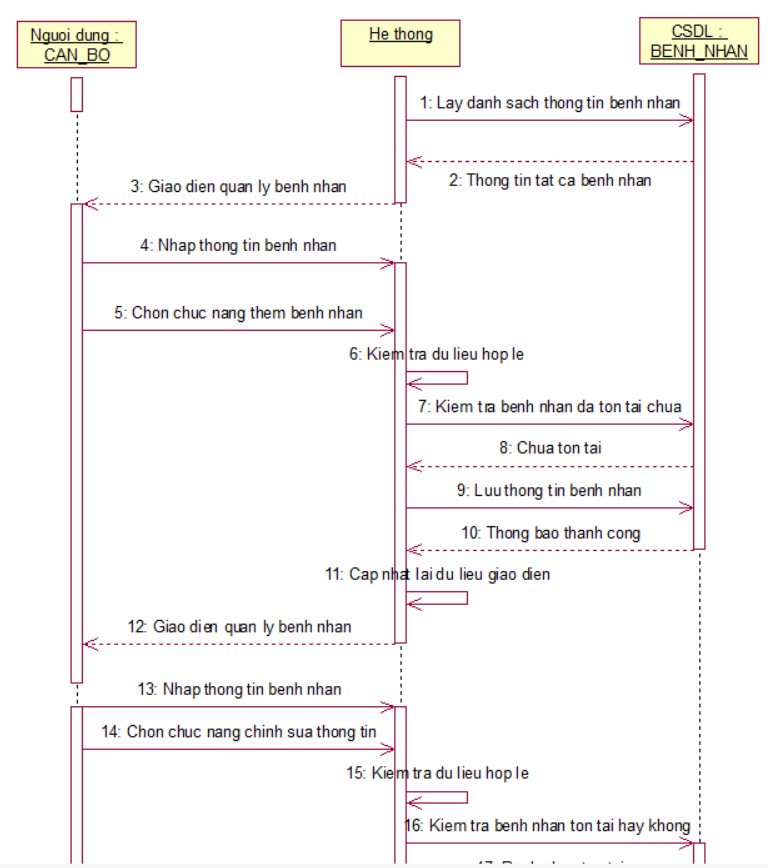 Nguoi dung :
CAN_BO
He thong
CSDL :
BENH_NHAN
1: Lay danh sach thong tin benh nhan
2: Thong tin tat ca benh nhan
3: Giao dien quan ly benh nhan
4: Nhap thong tin benh nhan
5: Chon chuc nang them benh nhan
6: Kiem tra du lieu hop le
7: Kiem tra benh nhan da ton tai chua
8: Chua ton tai
9: Luu thong tin benh nhan
10: Thong bao thanh cong
11: Cap nhat lai du lieu giao dien
12: Giao dien quan ly benh nhan
13: Nhap thong tin benh nhan
14: Chon chuc nang chinh sua thong tin
15: Kiem tra du lieu hop le
16: Kiem tra benh nhan ton tai hay khong